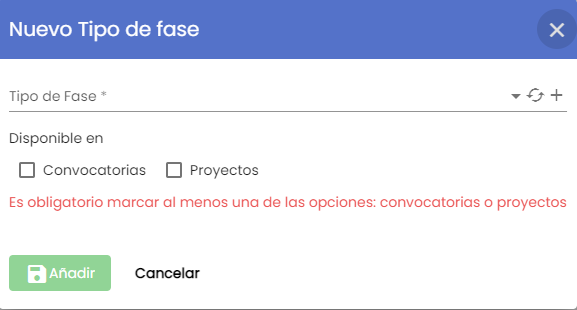 Nuevo Tipo de fase
Tipo de Fase *
Disponible en
Convocatorias Proyectos
Es obligatorio marcar al menos una de las opciones: convocatorias o proyectos
Añadir Cancelar